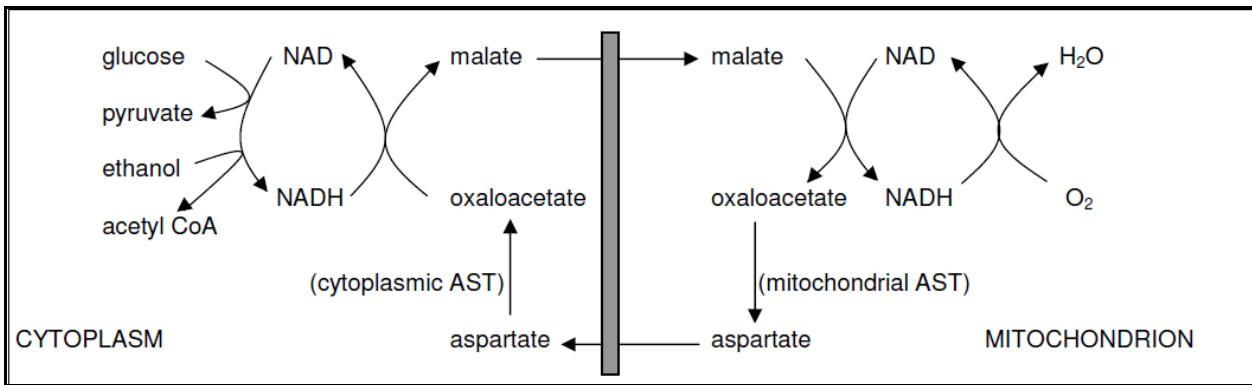 glucose NAD malate malate NAD H₂O
pyruvate
ethanol
NADH oxaloacetate oxaloacetate NADH O₂
acetyl CoA
(cytoplasmic AST) (mitochondrial AST)
CYTOPLASM aspartate aspartate MITOCHONDRION